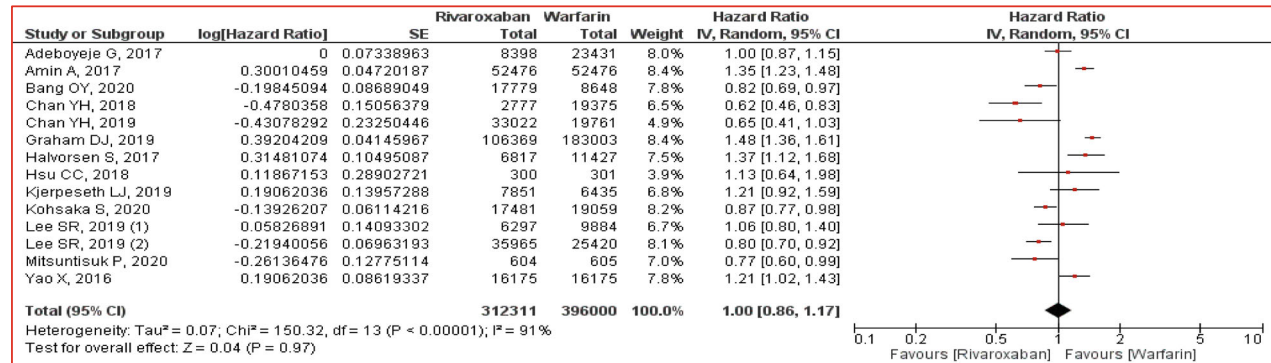 Rivaroxaban Warfarin Hazard Ratio Hazard Ratio
Study or Subgroup log[Hazard Ratio] SE Total Total Weight IV, Random, 95% CI IV, Random, 95% CI
Adeboyeje G, 2017 0 0.07338963 8398 23431 8.0% 1.00 [0.87, 1.15]
Amin A, 2017 0.30010459 0.04720187 52476 52476 8.4% 1.35 [1.23, 1.48]
Bang OY, 2020 -0.19845094 0.08689049 17779 8648 7.8% 0.82 [0.69, 0.97]
Chan YH, 2018 -0.4780358 0.15056379 2777 19375 6.4% 0.62 [0.46, 0.83]
Chan YH, 2019 -0.43078292 0.23250446 33022 19761 4.9% 0.65 [0.41, 1.03]
Graham DJ, 2019 0.39204209 0.04145967 106369 183003 8.4% 1.48 [1.36, 1.61]
Halvorsen S, 2017 0.31481074 0.10495087 6817 11427 7.5% 1.37 [1.12, 1.68]
Hsu CC, 2018 0.11867153 0.28902721 300 301 3.9% 1.13 [0.64, 1.98]
Kjerpeseth LJ, 2019 0.19062036 0.13957288 7851 6435 6.7% 1.21 [0.92, 1.59]
Kohsaka S, 2020 -0.13926207 0.06114216 17481 19059 8.2% 0.87 [0.77, 0.98]
Lee SR, 2019 (1) 0.05826891 0.14093302 6297 9884 6.7% 1.06 [0.80, 1.40]
Lee SR, 2019 (2) -0.21940056 0.06963193 35965 25420 8.1% 0.80 [0.70, 0.92]
Mitsuntisuk P, 2020 -0.26136476 0.12775114 604 605 7.0% 0.77 [0.60, 0.99]
Yao X, 2016 0.19062036 0.08619337 16175 16175 7.8% 1.21 [1.02, 1.43]
Total (95% CI) 312311 396000 100.0% 1.00 [0.86, 1.17]
Heterogeneity: Tau² = 0.07; Chi² = 150.32, df = 13 (P < 0.00001); I² = 91%
Test for overall effect: Z = 0.04 (P = 0.97)
0.1 0.2 0.5 1 2 5 10
Favours [Rivaroxaban] Favours [Warfarin]